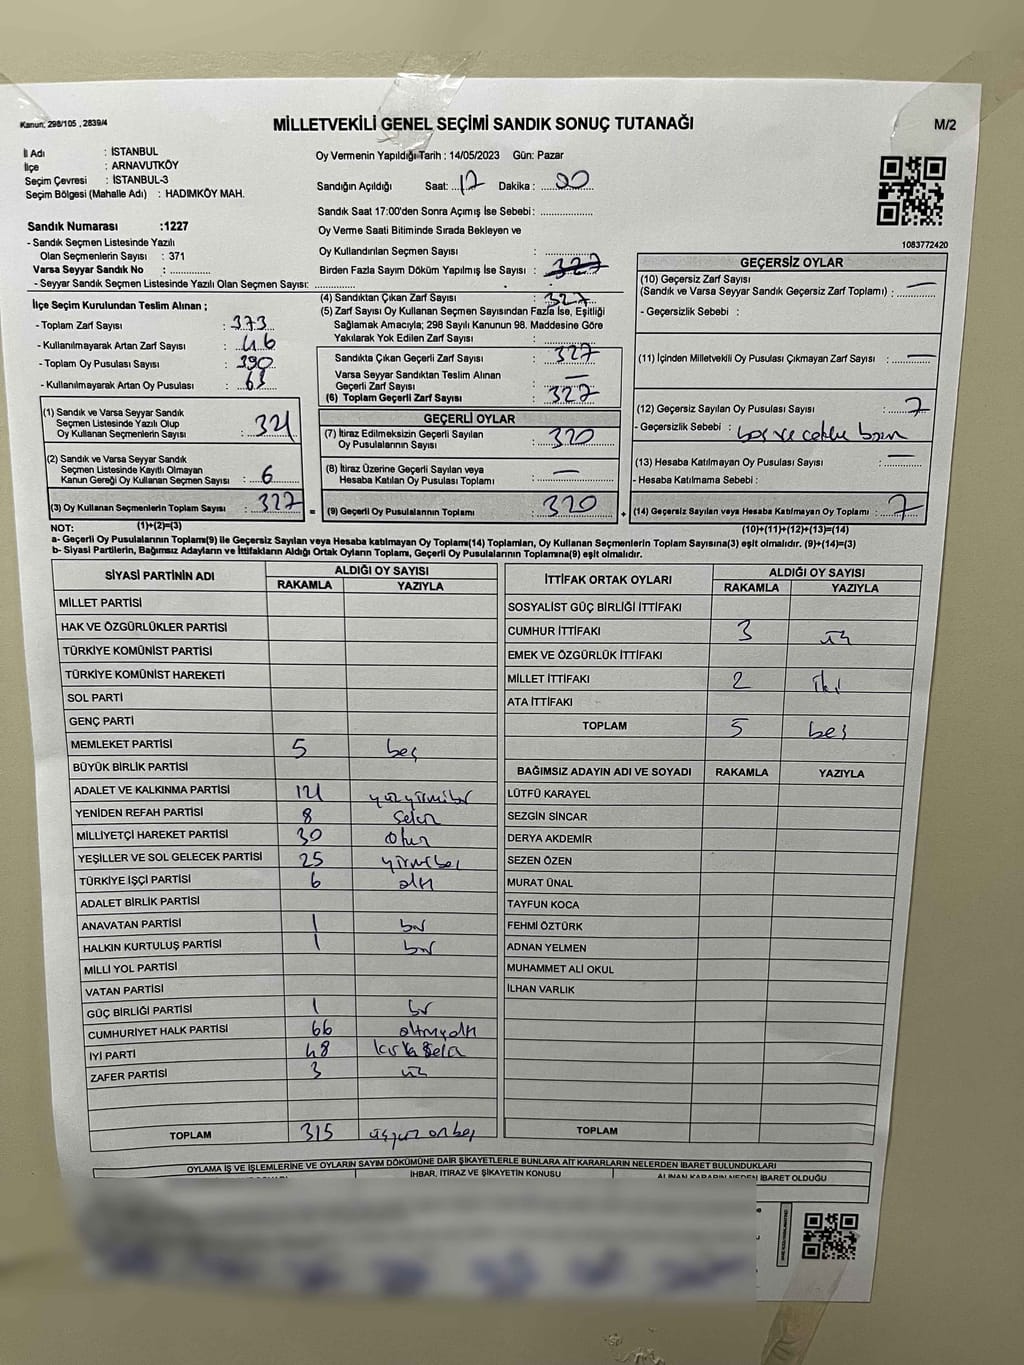 Kanun; 298/105 , 2839/4
MİLLETVEKİLİ GENEL SEÇİMİ SANDIK SONUÇ TUTANAĞI
M/2
İl Adı : İSTANBUL
İlçe : ARNAVUTKÖY
Seçim Çevresi : İSTANBUL-3
Seçim Bölgesi (Mahalle Adı) : HADIMKÖY MAH.
Sandık Numarası :1227
- Sandık Seçmen Listesinde Yazılı
Olan Seçmenlerin Sayısı : 371
Varsa Seyyar Sandık No : ............
- Seyyar Sandık Seçmen Listesinde Yazılı Olan Seçmen Sayısı: ............
Oy Vermenin Yapıldığı Tarih : 14/05/2023 Gün: Pazar
Sandığın Açıldığı Saat: 17 Dakika : 00
Sandık Saat 17:00'den Sonra Açılmış İse Sebebi: ............
Oy Verme Saati Bitiminde Sırada Bekleyen ve
Oy Kullandırılan Seçmen Sayısı : ............
Birden Fazla Sayım Döküm Yapılmış İse Sayısı : 327
1083772420
İlçe Seçim Kurulundan Teslim Alınan ;
- Toplam Zarf Sayısı : 373
- Kullanılmayarak Artan Zarf Sayısı : 46
- Toplam Oy Pusulası Sayısı : 390
- Kullanılmayarak Artan Oy Pusulası : 63
(1) Sandık ve Varsa Seyyar Sandık
Seçmen Listesinde Yazılı Olup
Oy Kullanan Seçmenlerin Sayısı : 321
(2) Sandık ve Varsa Seyyar Sandık
Seçmen Listesinde Kayıtlı Olmayan
Kanun Gereği Oy Kullanan Seçmen Sayısı : 6
(3) Oy Kullanan Seçmenlerin Toplam Sayısı : 327
(1)+(2)=(3)
(4) Sandıktan Çıkan Zarf Sayısı : 327
(5) Zarf Sayısı Oy Kullanan Seçmen Sayısından Fazla İse, Eşitliği
Sağlamak Amacıyla; 298 Sayılı Kanunun 98. Maddesine Göre
Yakılarak Yok Edilen Zarf Sayısı : ............
Sandıkta Çıkan Geçerli Zarf Sayısı : 327
Varsa Seyyar Sandıktan Teslim Alınan
Geçerli Zarf Sayısı : —
(6) Toplam Geçerli Zarf Sayısı : 327
GEÇERLİ OYLAR
(7) İtiraz Edilmeksizin Geçerli Sayılan
Oy Pusulalarının Sayısı : 320
(8) İtiraz Üzerine Geçerli Sayılan veya
Hesaba Katılan Oy Pusulası Toplamı : —
= (9) Geçerli Oy Pusulalarının Toplamı : 320
GEÇERSİZ OYLAR
(10) Geçersiz Zarf Sayısı
(Sandık ve Varsa Seyyar Sandık Geçersiz Zarf Toplamı) : —
- Geçersizlik Sebebi :
(11) İçinden Milletvekili Oy Pusulası Çıkmayan Zarf Sayısı : —
(12) Geçersiz Sayılan Oy Pusulası Sayısı : 7
- Geçersizlik Sebebi : boş ve
(13) Hesaba Katılmayan Oy Pusulası Sayısı : —
- Hesaba Katılmama Sebebi :
+ (14) Geçersiz Sayılan veya Hesaba Katılmayan Oy Toplamı : 7
(10)+(11)+(12)+(13)=(14)
NOT:
a- Geçerli Oy Pusulalarının Toplamı(9) ile Geçersiz Sayılan veya Hesaba katılmayan Oy Toplamı(14) Toplamları, Oy Kullanan Seçmenlerin Toplam Sayısına(3) eşit olmalıdır. (9)+(14)=(3)
b- Siyasi Partilerin, Bağımsız Adayların ve İttifakların Aldığı Ortak Oyların Toplamı, Geçerli Oy Pusulalarının Toplamına(9) eşit olmalıdır.
SİYASİ PARTİNİN ADI ALDIĞI OY SAYISI
RAKAMLA YAZIYLA
MİLLET PARTİSİ
HAK VE ÖZGÜRLÜKLER PARTİSİ
TÜRKİYE KOMÜNİST PARTİSİ
TÜRKİYE KOMÜNİST HAREKETİ
SOL PARTİ
GENÇ PARTİ
MEMLEKET PARTİSİ 5 beş
BÜYÜK BİRLİK PARTİSİ
ADALET VE KALKINMA PARTİSİ 121 yüzyirmibir
YENİDEN REFAH PARTİSİ 8 sekiz
MİLLİYETÇİ HAREKET PARTİSİ 30 otuz
YEŞİLLER VE SOL GELECEK PARTİSİ 25 yirmibeş
TÜRKİYE İŞÇİ PARTİSİ 6 altı
ADALET BİRLİK PARTİSİ
ANAVATAN PARTİSİ 1 bir
HALKIN KURTULUŞ PARTİSİ 1 bir
MİLLİ YOL PARTİSİ
VATAN PARTİSİ
GÜÇ BİRLİĞİ PARTİSİ 1 bir
CUMHURİYET HALK PARTİSİ 66 altmışaltı
İYİ PARTİ 48 kırksekiz
ZAFER PARTİSİ 3 üç
TOPLAM 315 üçyüz onbeş
İTTİFAK ORTAK OYLARI ALDIĞI OY SAYISI
RAKAMLA YAZIYLA
SOSYALİST GÜÇ BİRLİĞİ İTTİFAKI
CUMHUR İTTİFAKI 3 üç
EMEK VE ÖZGÜRLÜK İTTİFAKI
MİLLET İTTİFAKI 2 iki
ATA İTTİFAKI
TOPLAM 5 beş
BAĞIMSIZ ADAYIN ADI VE SOYADI RAKAMLA YAZIYLA
LÜTFÜ KARAYEL
SEZGİN SİNCAR
DERYA AKDEMİR
SEZEN ÖZEN
MURAT ÜNAL
TAYFUN KOCA
FEHMİ ÖZTÜRK
ADNAN YELMEN
MUHAMMET ALİ OKUL
İLHAN VARLIK
TOPLAM
OYLAMA İŞ VE İŞLEMLERİNE VE OYLARIN SAYIM DÖKÜMÜNE DAİR ŞİKAYETLERLE BUNLARA AİT KARARLARIN NELERDEN İBARET BULUNDUKLARI
İHBAR, İTİRAZ VE ŞİKAYETİN KONUSU
ALINAN KARARIN NEDEN İBARET OLDUĞU